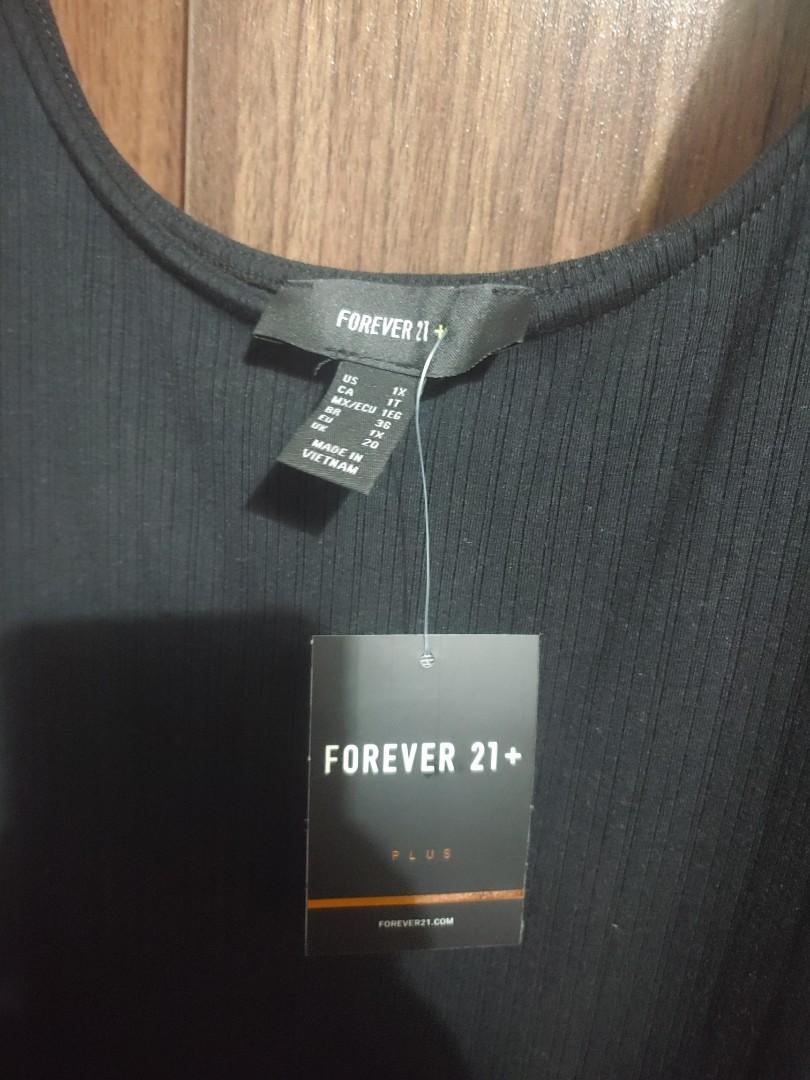 FOREVER 21+
US 1X
CA 1T
MX/ECU 1EG
BR 3G
EU 1X
UK 20
MADE IN
VIETNAM
FOREVER 21+
PLUS
FOREVER21.COM